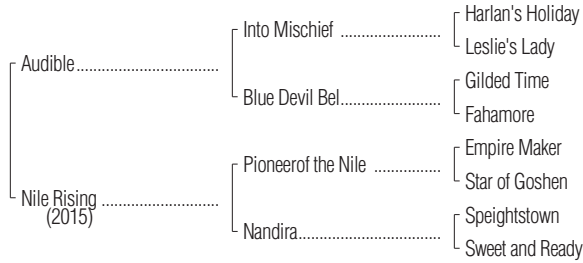 Harlan's Holiday
Into Mischief ........................
Leslie's Lady
Audible..................................
Gilded Time
Blue Devil Bel........................
Fahamore
Empire Maker
Pioneerof the Nile ................
Star of Goshen
Nile Rising ............................
(2015)
Speightstown
Nandira..................................
Sweet and Ready